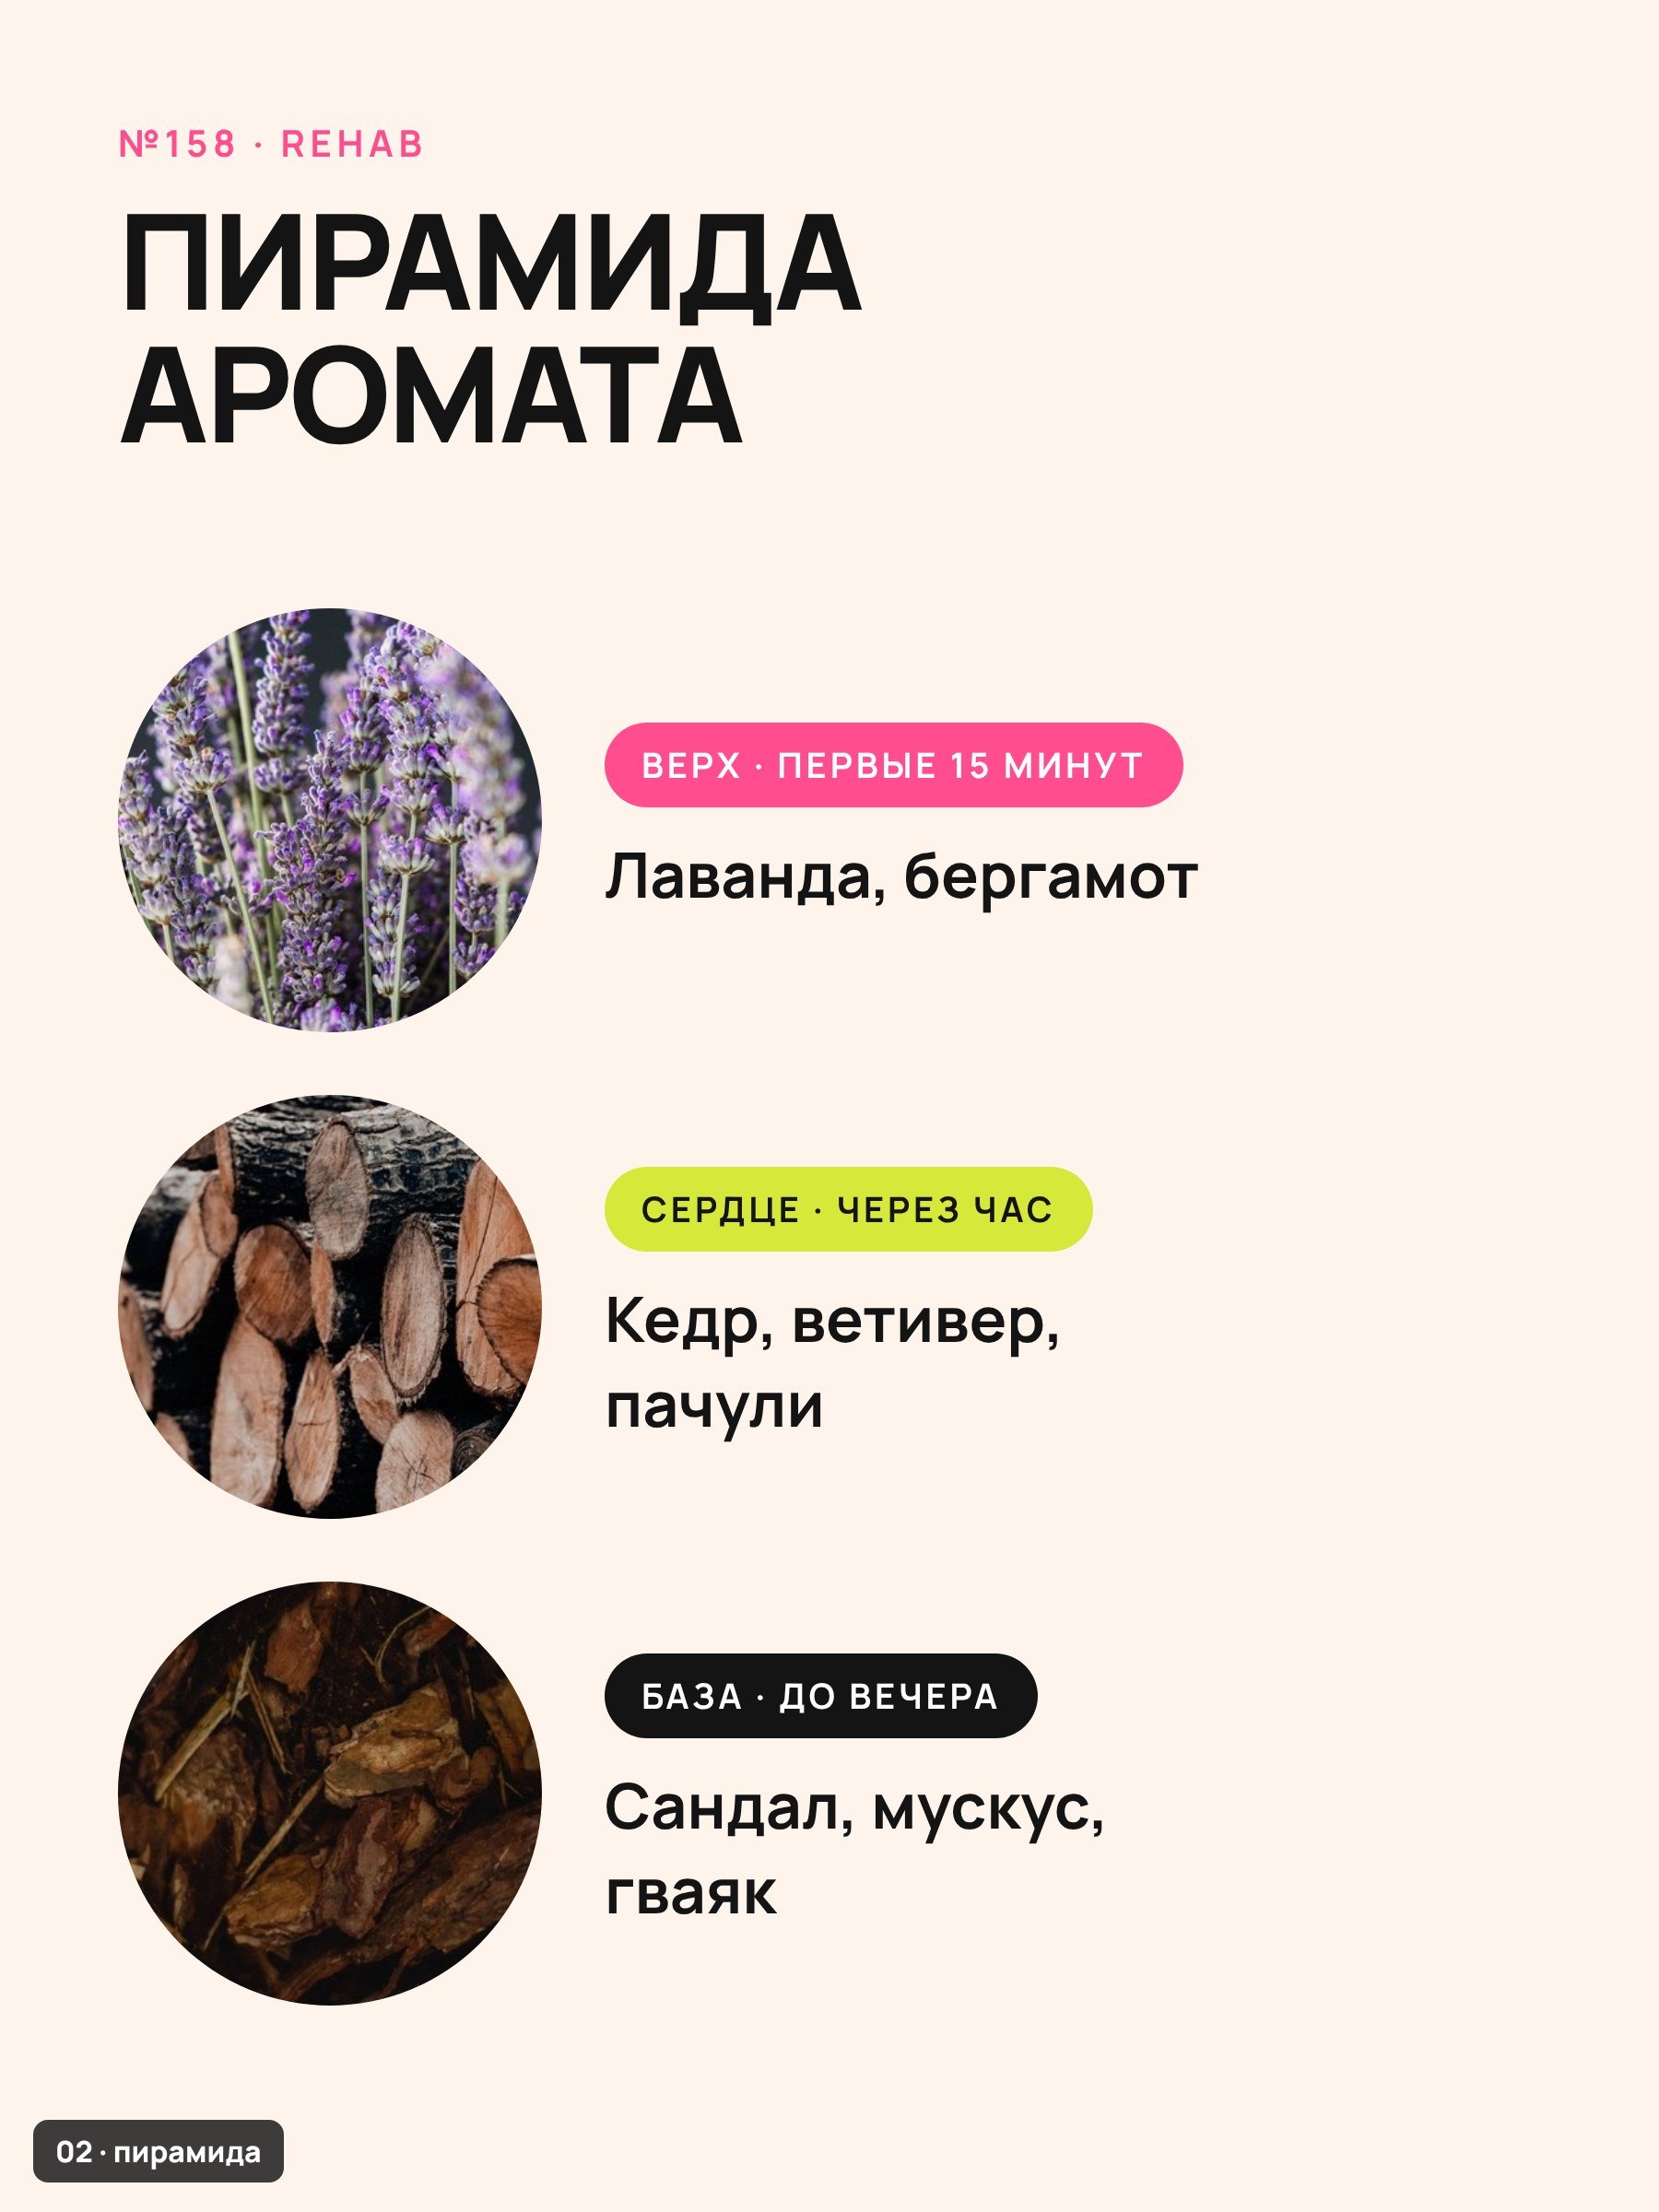 №158 · REHAB
ПИРАМИДА
АРОМАТА
ВЕРХ · ПЕРВЫЕ 15 МИНУТ
Лаванда, бергамот
СЕРДЦЕ · ЧЕРЕЗ ЧАС
Кедр, ветивер,
пачули
БАЗА · ДО ВЕЧЕРА
Сандал, мускус,
гваяк
02 · пирамида